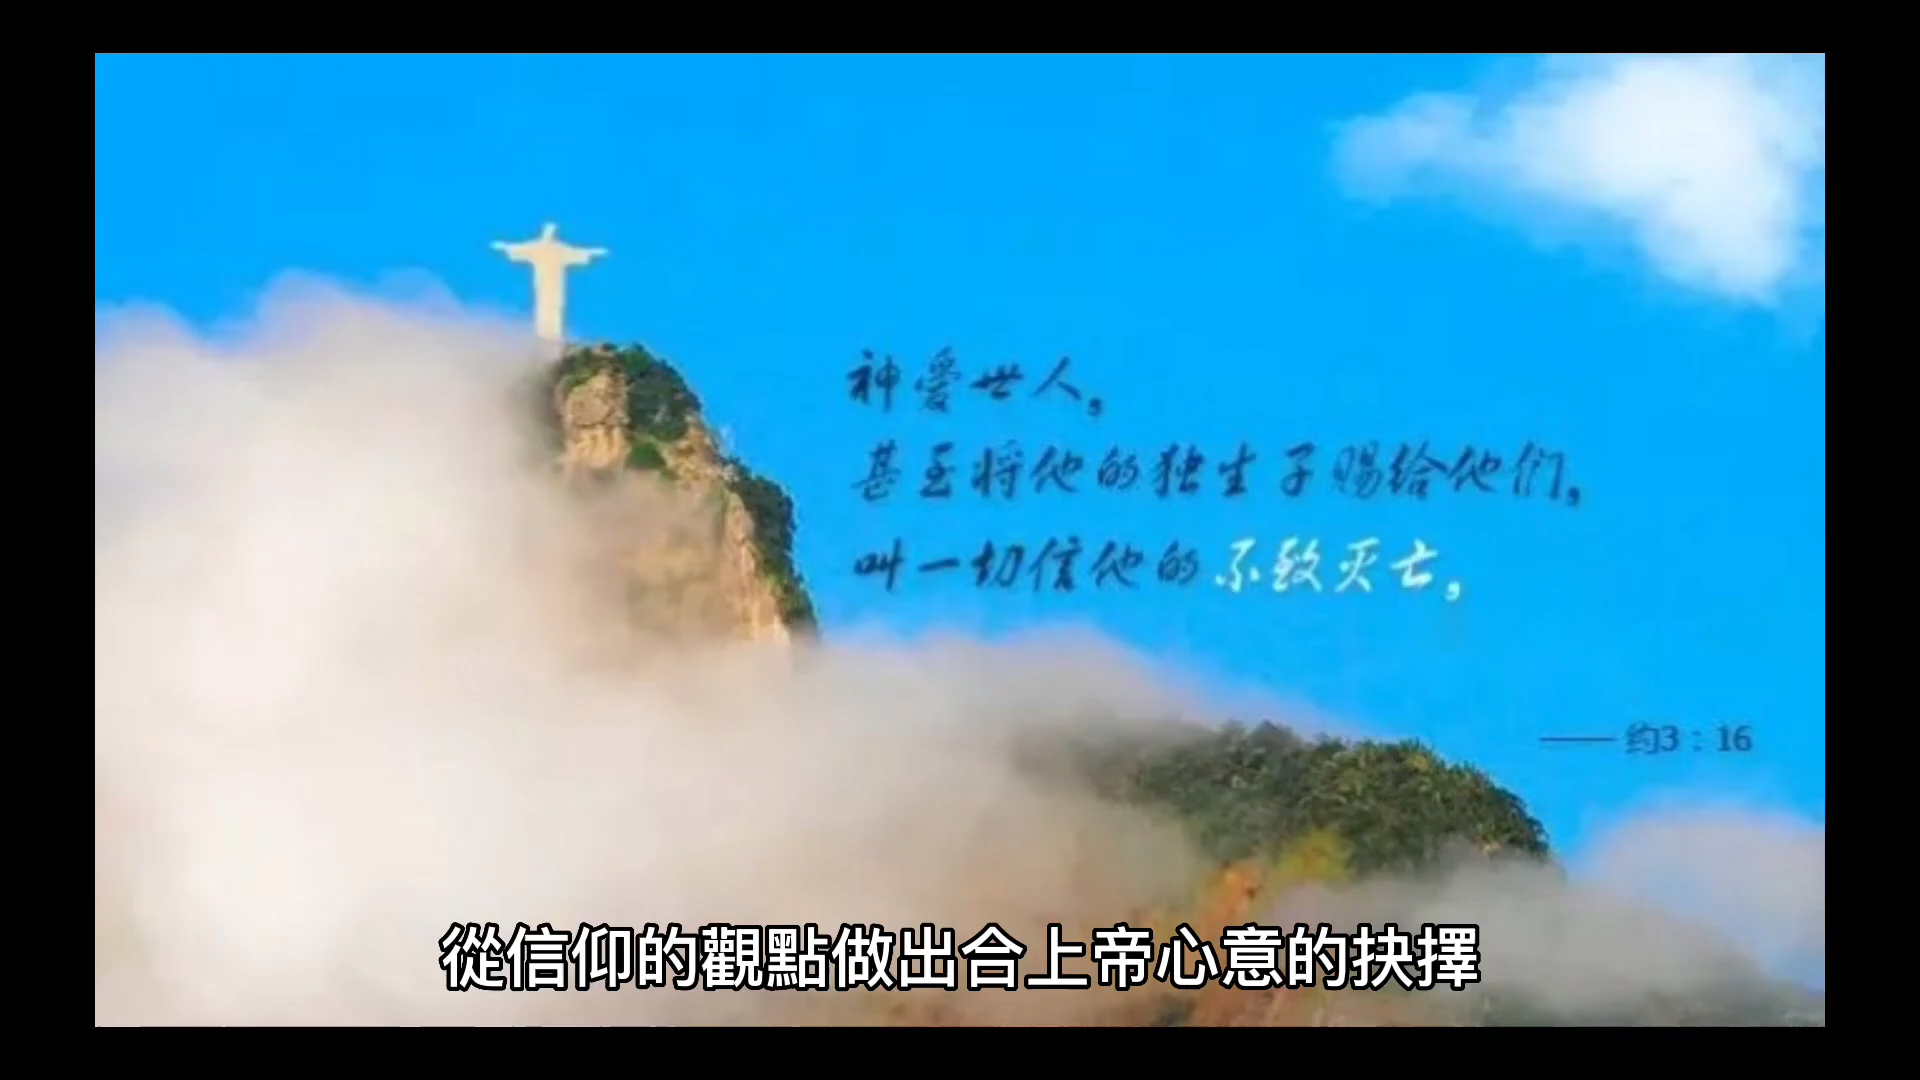 神爱世人，
甚至将他的独生子赐给他们，
叫一切信他的不致灭亡，
——约3：16
從信仰的觀點做出合上帝心意的抉擇